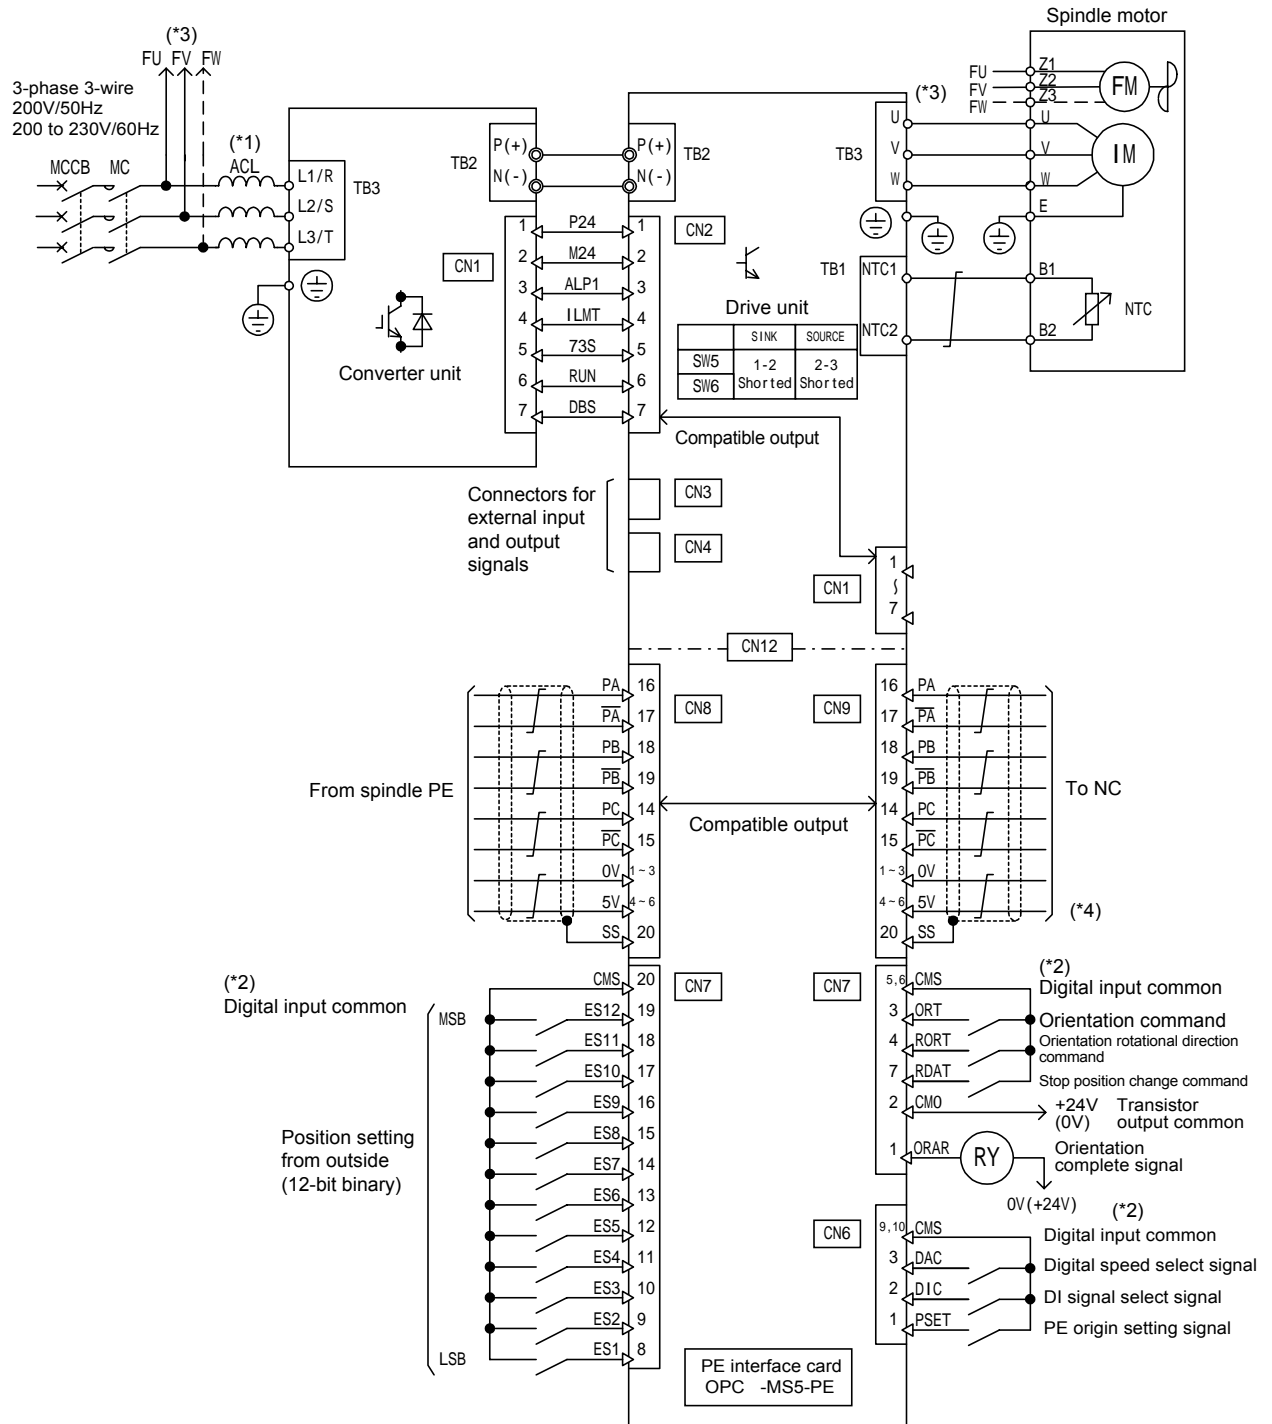 Spindle motor
(*3)
FU FV FW
3-phase 3-wire
200V/50Hz
200 to 230V/60Hz
(*1)
ACL
MCCB MC
L1/R
L2/S
L3/T
TB3
TB2
P(+)
N(-)
P(+)
N(-)
TB2
(*3)
TB3
U
V
W
FU
FV
FW
Z1
Z2
Z3
FM
U
V
W
E
IM
CN1
1 P24 1
2 M24 2
3 ALP1 3
4 ILMT 4
5 73S 5
6 RUN 6
7 DBS 7
CN2
Converter unit
Drive unit
SINK SOURCE
SW5
SW6
1-2
Shorted
2-3
Shorted
TB1
NTC1
NTC2
B1
B2
NTC
Compatible output
Connectors for
external input
and output
signals
CN3
CN4
CN1
1
~
7
CN12
From spindle PE
PA 16
PA 17
PB 18
PB 19
PC 14
PC 15
0V 1~3
5V 4~6
SS 20
CN8
CN9
Compatible output
16 PA
17 PA
18 PB
19 PB
14 PC
15 PC
1~3 0V
4~6 5V
20 SS
To NC
(*4)
(*2)
Digital input common
MSB
LSB
Position setting
from outside
(12-bit binary)
CMS 20
ES12 19
ES11 18
ES10 17
ES9 16
ES8 15
ES7 14
ES6 13
ES5 12
ES4 11
ES3 10
ES2 9
ES1 8
CN7
CN7
(*2)
5,6 CMS Digital input common
3 ORT Orientation command
4 RORT Orientation rotational direction
command
7 RDAT Stop position change command
2 CMO +24V Transistor
(0V) output common
1 ORAR RY Orientation
complete signal
0V(+24V)
(*2)
CN6
9,10 CMS Digital input common
3 DAC Digital speed select signal
2 DIC DI signal select signal
1 PSET PE origin setting signal
PE interface card
OPC -MS5-PE